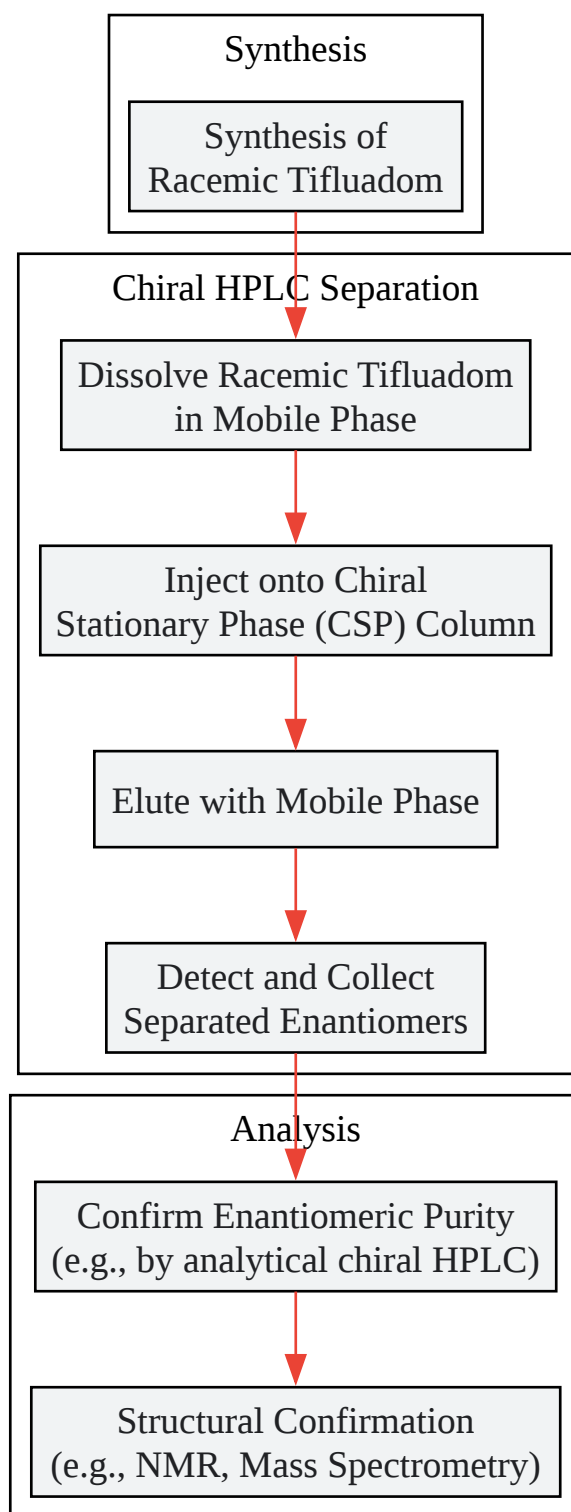 Synthesis
Synthesis of
Racemic Tifluadom
Chiral HPLC Separation
Dissolve Racemic Tifluadom
in Mobile Phase
Inject onto Chiral
Stationary Phase (CSP) Column
Elute with Mobile Phase
Detect and Collect
Separated Enantiomers
Analysis
Confirm Enantiomeric Purity
(e.g., by analytical chiral HPLC)
Structural Confirmation
(e.g., NMR, Mass Spectrometry)